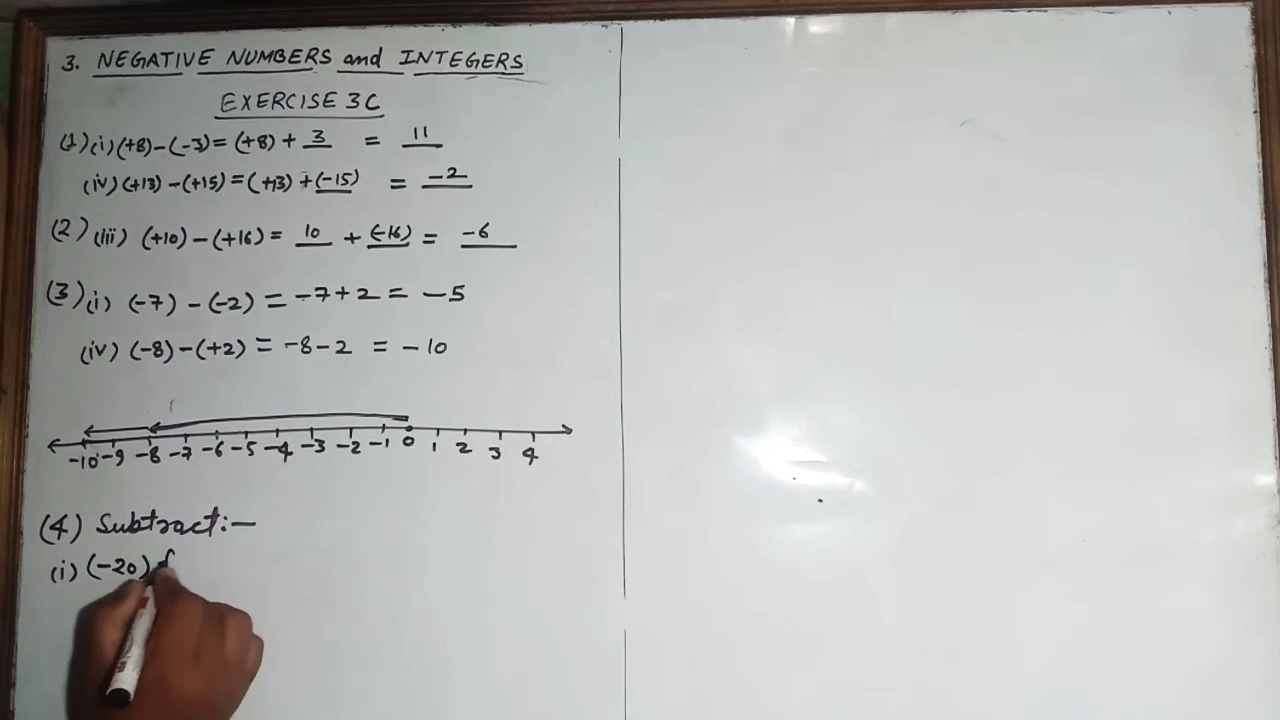 3. NEGATIVE NUMBERS and INTEGERS
EXERCISE 3C
(1) (i) (+8)-(-3) = (+8) + 3 = 11
(iv) (+13) - (+15) = (+13) + (-15) = -2
(2) (iii) (+10) - (+16) = 10 + (-16) = -6
(3) (i) (-7) - (-2) = -7+2 = -5
(iv) (-8) - (+2) = -8-2 = -10
-10 -9 -8 -7 -6 -5 -4 -3 -2 -1 0 1 2 3 4
(4) Subtract:-
(i) (-20) f